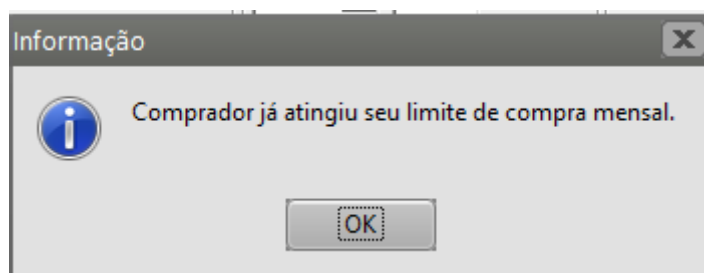 Informação
Comprador já atingiu seu limite de compra mensal.
OK